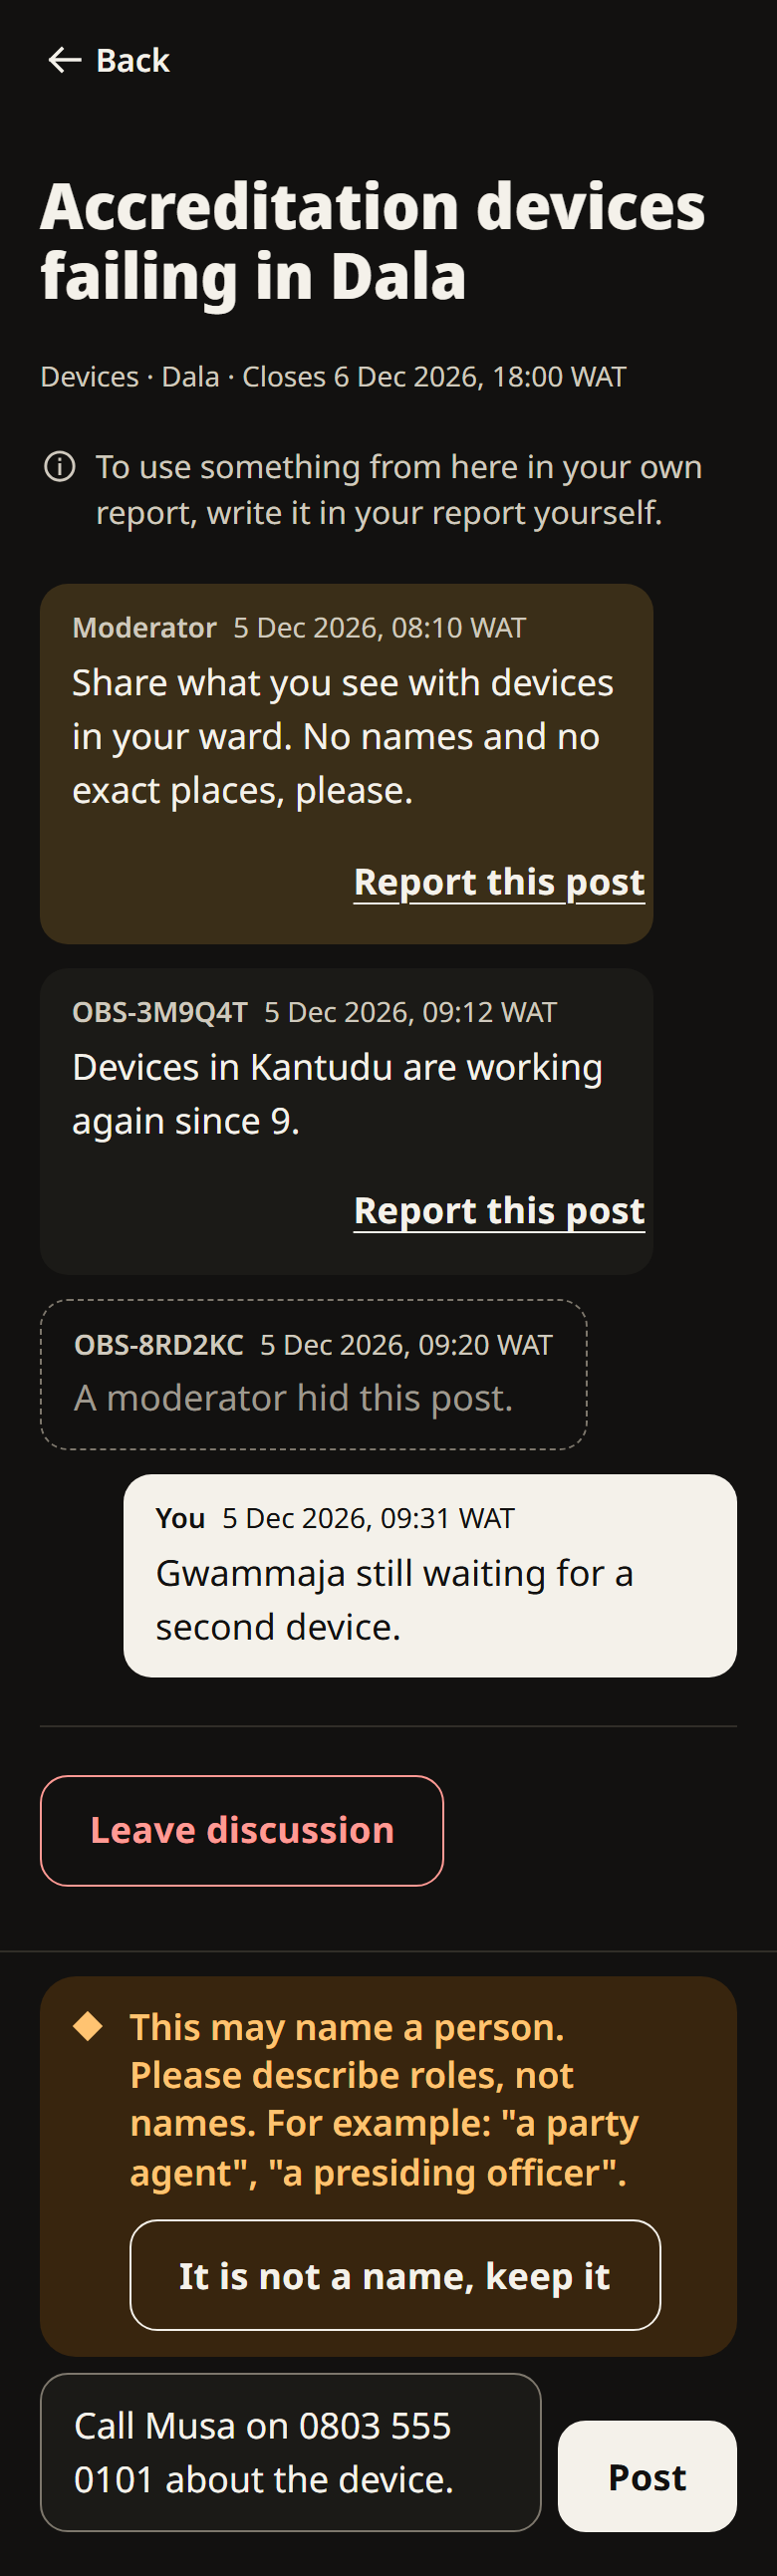 Back
Accreditation devices
failing in Dala
Devices · Dala · Closes 6 Dec 2026, 18:00 WAT
To use something from here in your own
report, write it in your report yourself.
Moderator 5 Dec 2026, 08:10 WAT
Share what you see with devices
in your ward. No names and no
exact places, please.
Report this post
OBS-3M9Q4T 5 Dec 2026, 09:12 WAT
Devices in Kantudu are working
again since 9.
Report this post
OBS-8RD2KC 5 Dec 2026, 09:20 WAT
A moderator hid this post.
You 5 Dec 2026, 09:31 WAT
Gwammaja still waiting for a
second device.
Leave discussion
This may name a person.
Please describe roles, not
names. For example: "a party
agent", "a presiding officer".
It is not a name, keep it
Call Musa on 0803 555
0101 about the device.
Post